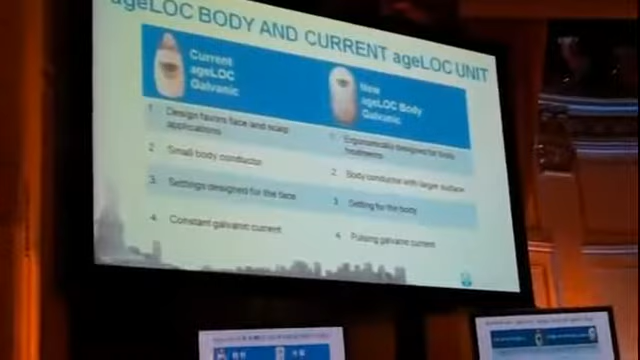 ageLOC BODY AND CURRENT ageLOC UNIT
Current
ageLOC
Galvanic
New
ageLOC Body
Galvanic
1. Design favors face and scalp
applications
1. Ergonomically designed for body
treatments
2. Small body conductor
2. Body conductor with larger surface
3. Settings designed for the face
3. Setting for the body
4. Constant galvanic current
4. Pulsing galvanic current